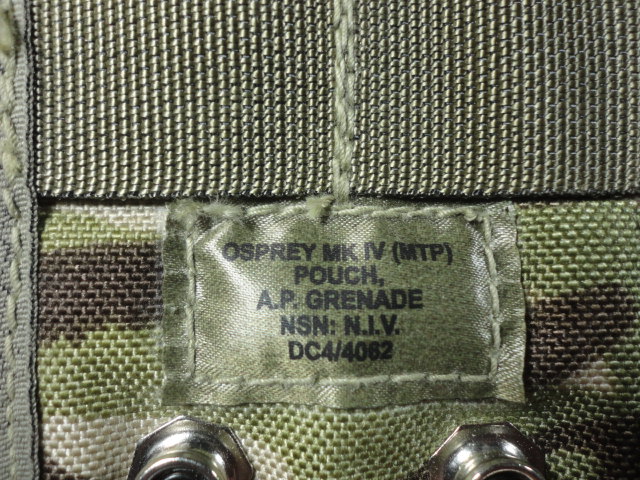 OSPREY MK IV (MTP)
POUCH,
A.P. GRENADE
NSN: N.I.V.
DC4/4062